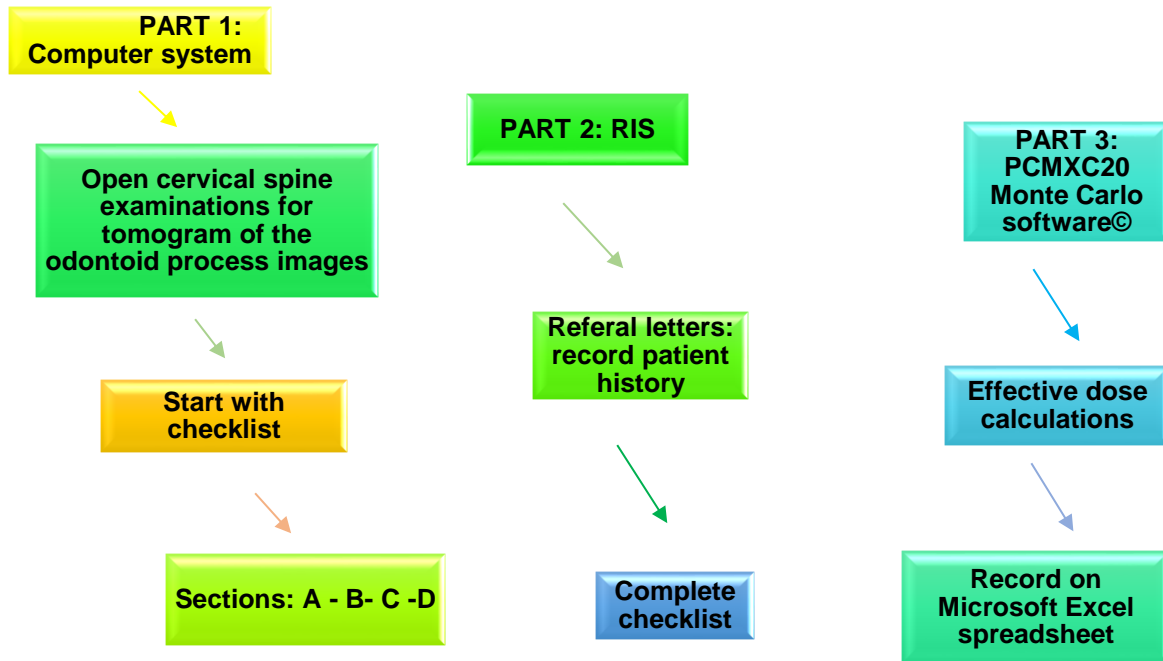 PART 1:
Computer system
Open cervical spine
examinations for
tomogram of the
odontoid process images
Start with
checklist
Sections: A - B- C -D
PART 2: RIS
Referal letters:
record patient
history
Complete
checklist
PART 3:
PCMXC20
Monte Carlo
software©
Effective dose
calculations
Record on
Microsoft Excel
spreadsheet